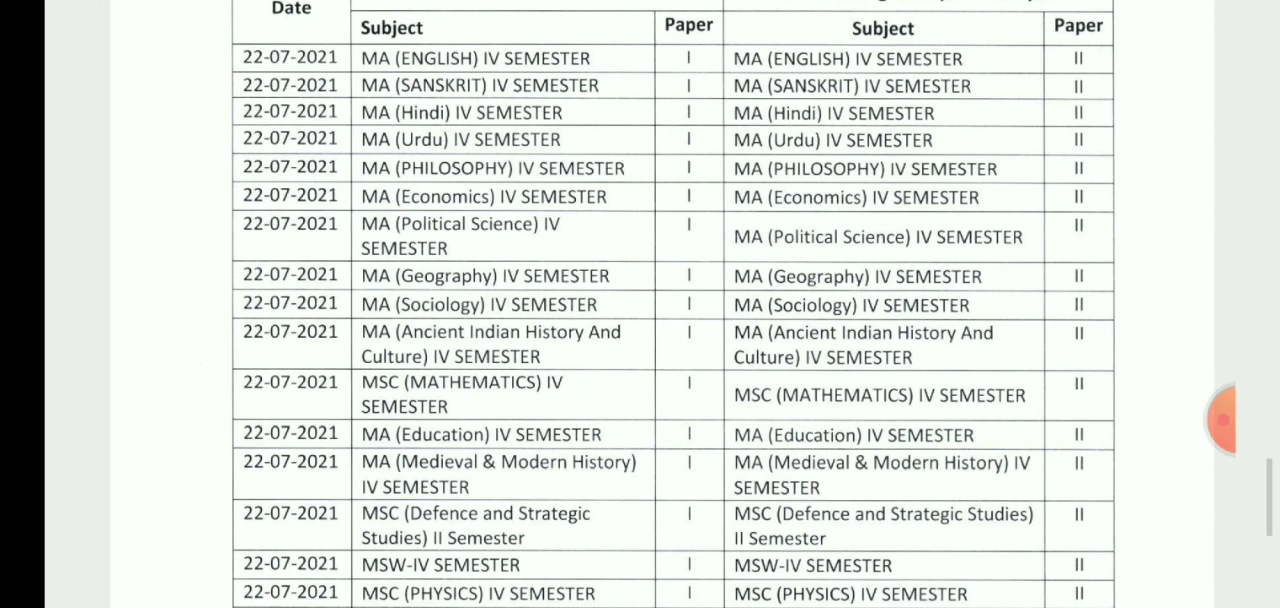 Date
Subject Paper Subject Paper
22-07-2021 MA (ENGLISH) IV SEMESTER I MA (ENGLISH) IV SEMESTER II
22-07-2021 MA (SANSKRIT) IV SEMESTER I MA (SANSKRIT) IV SEMESTER II
22-07-2021 MA (Hindi) IV SEMESTER I MA (Hindi) IV SEMESTER II
22-07-2021 MA (Urdu) IV SEMESTER I MA (Urdu) IV SEMESTER II
22-07-2021 MA (PHILOSOPHY) IV SEMESTER I MA (PHILOSOPHY) IV SEMESTER II
22-07-2021 MA (Economics) IV SEMESTER I MA (Economics) IV SEMESTER II
22-07-2021 MA (Political Science) IV I MA (Political Science) IV SEMESTER II
SEMESTER
22-07-2021 MA (Geography) IV SEMESTER I MA (Geography) IV SEMESTER II
22-07-2021 MA (Sociology) IV SEMESTER I MA (Sociology) IV SEMESTER II
22-07-2021 MA (Ancient Indian History And I MA (Ancient Indian History And II
Culture) IV SEMESTER Culture) IV SEMESTER
22-07-2021 MSC (MATHEMATICS) IV I MSC (MATHEMATICS) IV SEMESTER II
SEMESTER
22-07-2021 MA (Education) IV SEMESTER I MA (Education) IV SEMESTER II
22-07-2021 MA (Medieval & Modern History) I MA (Medieval & Modern History) IV II
IV SEMESTER SEMESTER
22-07-2021 MSC (Defence and Strategic I MSC (Defence and Strategic Studies) II
Studies) II Semester II Semester
22-07-2021 MSW-IV SEMESTER I MSW-IV SEMESTER II
22-07-2021 MSC (PHYSICS) IV SEMESTER I MSC (PHYSICS) IV SEMESTER II